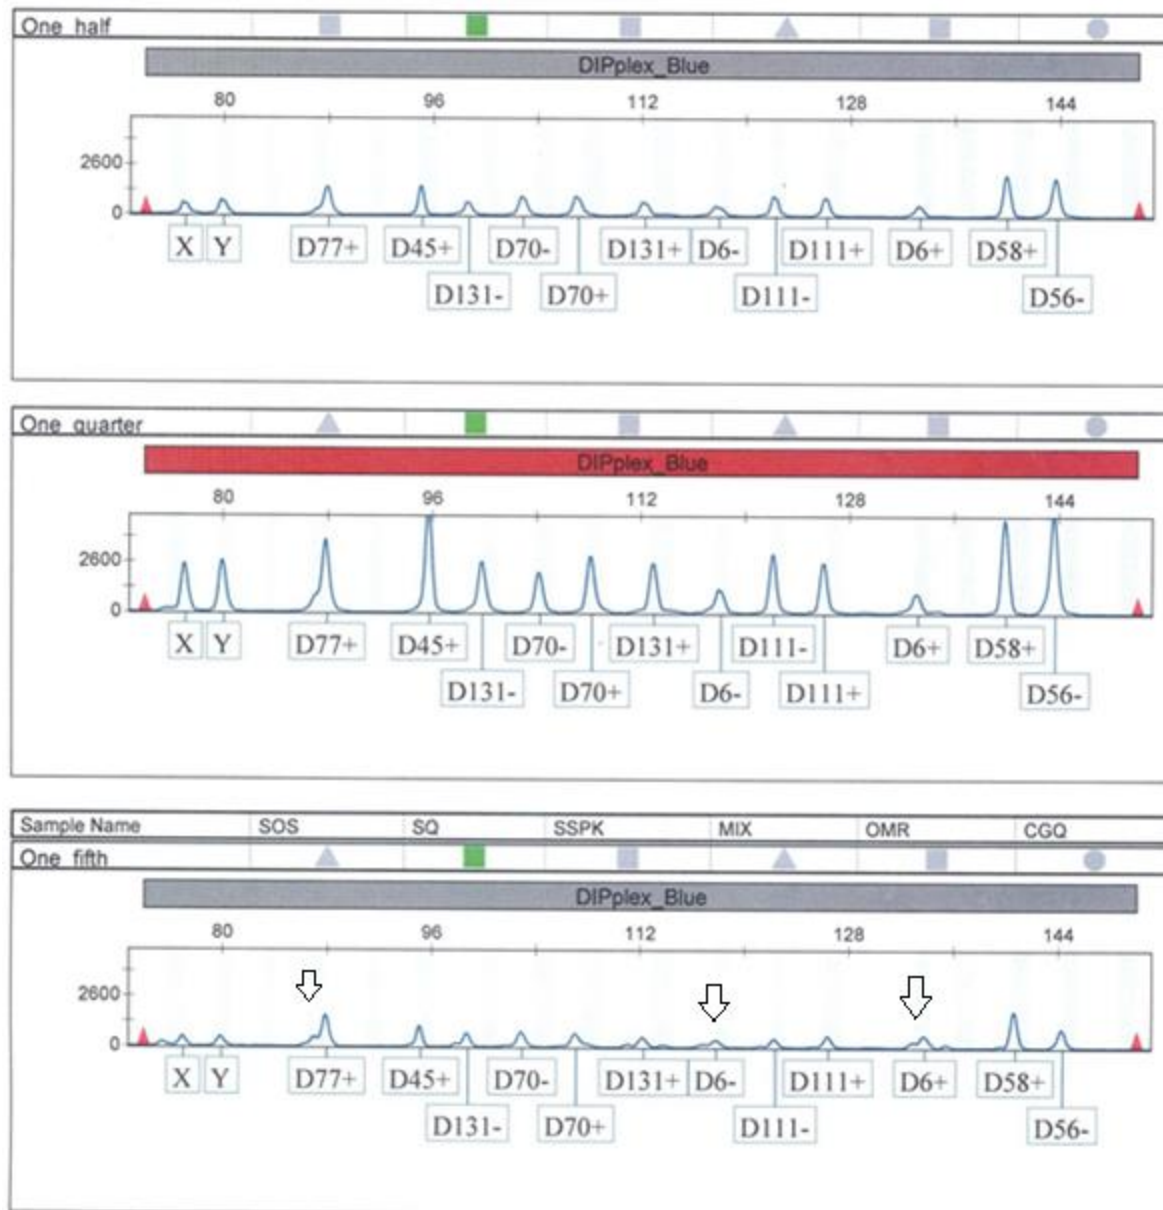 One half
DIPplex_Blue
80 96 112 128 144
2600
0
X Y D77+ D45+ D70- D131+ D6- D111+ D6+ D58+
D131- D70+ D111- D56-
One quarter
DIPplex_Blue
80 96 112 128 144
2600
0
X Y D77+ D45+ D70- D131+ D111- D6+ D58+
D131- D70+ D6- D111+ D56-
Sample Name SOS SQ SSPK MIX OMR CGQ
One fifth
DIPplex_Blue
80 96 112 128 144
2600
0
X Y D77+ D45+ D70- D131+ D6- D111+ D6+ D58+
D131- D70+ D111- D56-